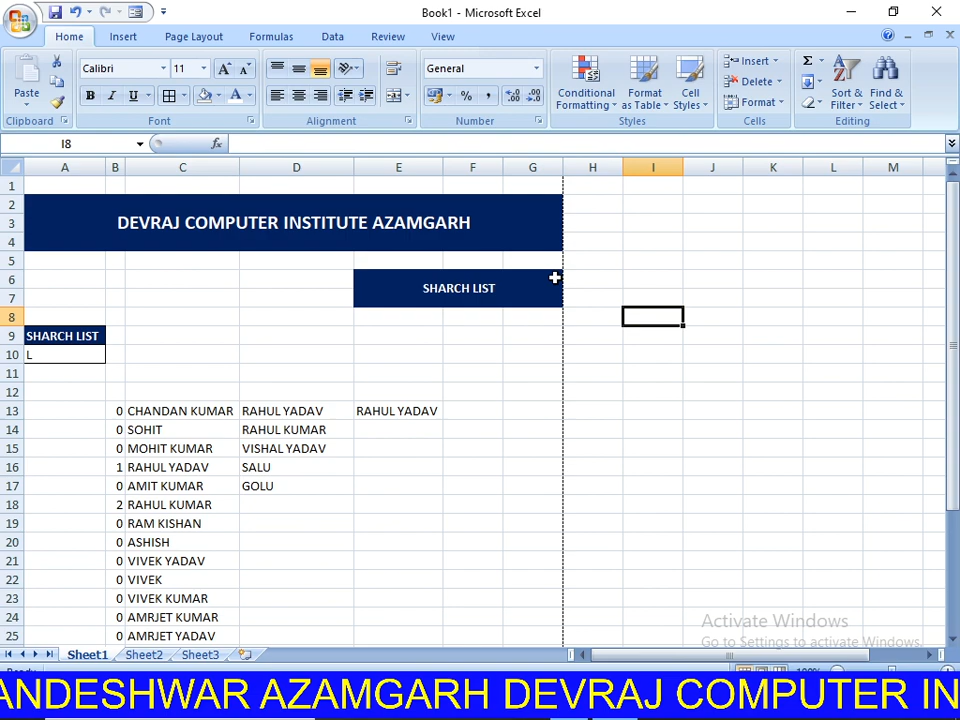 Book1 - Microsoft Excel
Home Insert Page Layout Formulas Data Review View
Paste
Calibri 11
B I U
A A A
General
% ,
Conditional Formatting
Format as Table
Cell Styles
Insert
Delete
Format
Σ
Sort & Filter
Find & Select
Clipboard Font Alignment Number Styles Cells Editing
I8 fx
A B C D E F G H I J K L M
1
2
3 DEVRAJ COMPUTER INSTITUTE AZAMGARH
4
5
6
SHARCH LIST
7
8
9 SHARCH LIST
10 L
11
12
13 0 CHANDAN KUMAR RAHUL YADAV RAHUL YADAV
14 0 SOHIT RAHUL KUMAR
15 0 MOHIT KUMAR VISHAL YADAV
16 1 RAHUL YADAV SALU
17 0 AMIT KUMAR GOLU
18 2 RAHUL KUMAR
19 0 RAM KISHAN
20 0 ASHISH
21 0 VIVEK YADAV
22 0 VIVEK
23 0 VIVEK KUMAR
24 0 AMRJET KUMAR
25 0 AMRJET YADAV
Activate Windows
Go to Settings to activate Windows.
Sheet1 Sheet2 Sheet3
ANDESHWAR AZAMGARH DEVRAJ COMPUTER IN